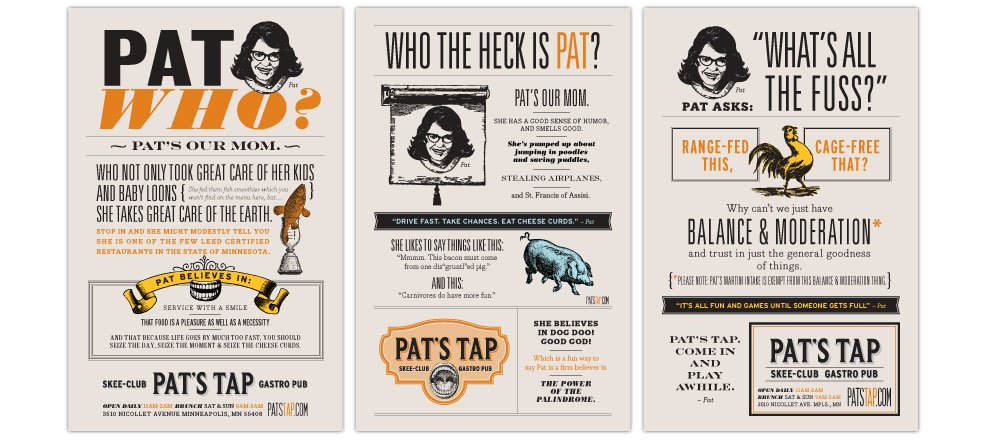 PAT
WHO?
Pat
~ PAT'S OUR MOM. ~
WHO NOT ONLY TOOK GREAT CARE OF HER KIDS
AND BABY LOONS { She fed them fish smoothies which you
won't find on the menu here, but.... }
SHE TAKES GREAT CARE OF THE EARTH.
STOP IN AND SHE MIGHT MODESTLY TELL YOU
SHE IS ONE OF THE FEW LEED CERTIFIED
RESTAURANTS IN THE STATE OF MINNESOTA.
PAT BELIEVES IN:
SERVICE WITH A SMILE
THAT FOOD IS A PLEASURE AS WELL AS A NECESSITY
AND THAT BECAUSE LIFE GOES BY MUCH TOO FAST, YOU SHOULD
SEIZE THE DAY, SEIZE THE MOMENT & SEIZE THE CHEESE CURDS.
SKEE-CLUB PAT'S TAP GASTRO PUB
OPEN DAILY 11AM-2AM BRUNCH SAT & SUN 9AM-2AM
3510 NICOLLET AVENUE MINNEAPOLIS, MN 55408
PATSTAP.COM
WHO THE HECK IS PAT?
Pat
PAT'S OUR MOM.
SHE HAS A GOOD SENSE OF HUMOR,
AND SMELLS GOOD.
She's pumped up about
jumping in poodles
and saving puddles,
STEALING AIRPLANES,
and St. Francis of Assisi.
"DRIVE FAST. TAKE CHANCES. EAT CHEESE CURDS." – Pat
SHE LIKES TO SAY THINGS LIKE THIS:
"Mmmm. This bacon must come
from one dis"gruntl"ed pig."
AND THIS:
"Carnivores do have more fun."
PATSTAP.COM
PAT'S TAP
SKEE-CLUB GASTRO PUB
SHE BELIEVES
IN DOG DOO!
GOOD GOD!
Which is a fun way to
say Pat is a firm believer in
THE POWER
OF THE
PALINDROME.
Pat
PAT ASKS:
"WHAT'S ALL
THE FUSS?"
RANGE-FED
THIS,
CAGE-FREE
THAT?
Why can't we just have
BALANCE & MODERATION*
and trust in just the general goodness
of things.
{ *PLEASE NOTE: PAT'S MARTINI INTAKE IS EXEMPT FROM THIS BALANCE & MODERATION THING. }
"IT'S ALL FUN AND GAMES UNTIL SOMEONE GETS FULL" – Pat
PAT'S TAP.
COME IN
AND
PLAY
AWHILE.
– Pat
PAT'S TAP
SKEE-CLUB GASTRO PUB
OPEN DAILY 11AM-2AM
BRUNCH SAT & SUN 9AM-2AM
3510 NICOLLET AVE. MPLS., MN
PATSTAP.COM